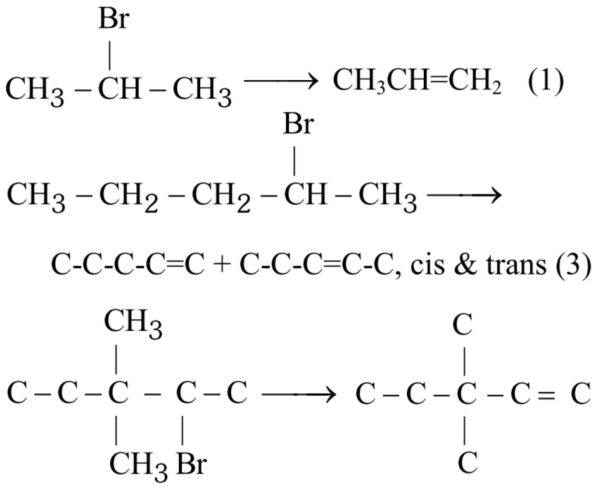 Br
CH₃ – CH – CH₃ ⟶ CH₃CH=CH₂ (1)
Br
CH₃ – CH₂ – CH₂ – CH – CH₃ ⟶
C-C-C-C=C + C-C-C=C-C, cis & trans (3)
CH₃ C
C – C – C – C – C ⟶ C – C – C – C = C
CH₃ Br C